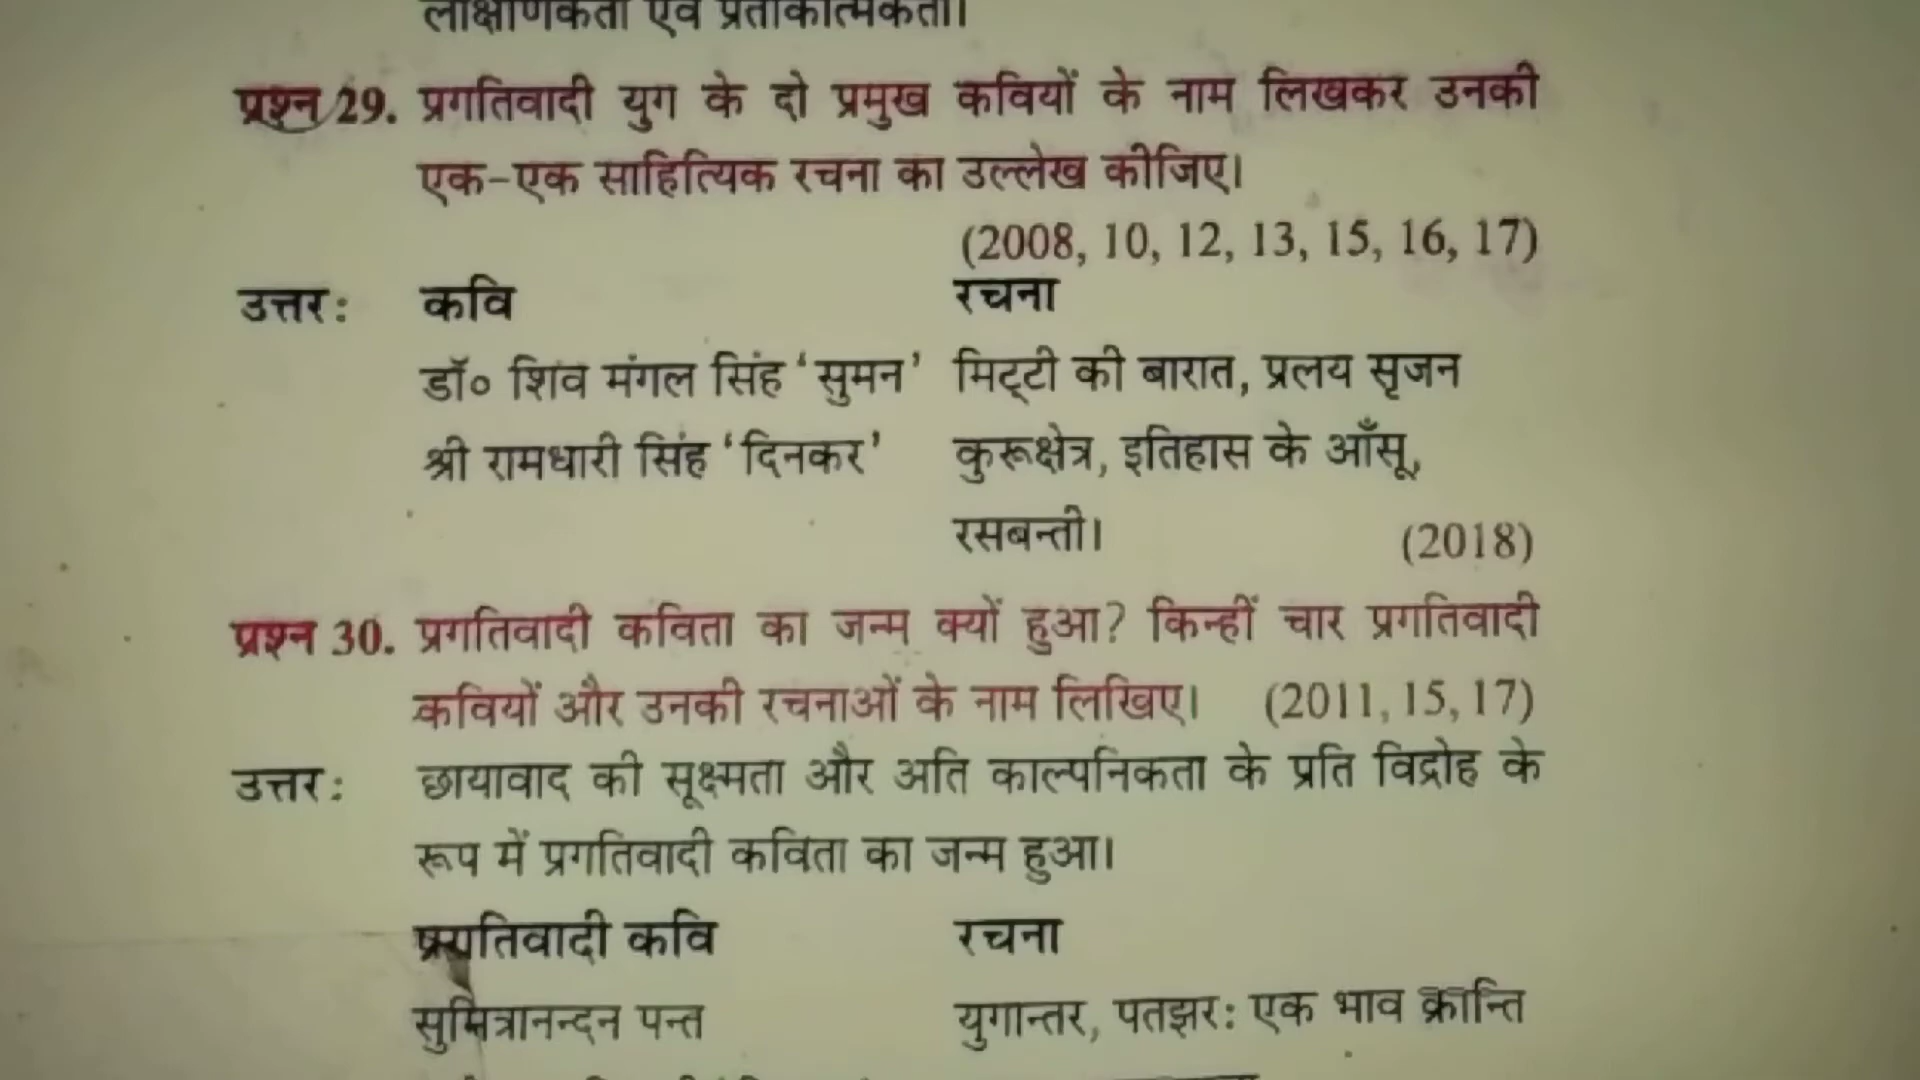 लाक्षणिकता एवं प्रतीकात्मकता।
प्रश्न 29. प्रगतिवादी युग के दो प्रमुख कवियों के नाम लिखकर उनकी
एक-एक साहित्यिक रचना का उल्लेख कीजिए।
(2008, 10, 12, 13, 15, 16, 17)
उत्तर: कवि रचना
डॉ० शिव मंगल सिंह 'सुमन' मिट्टी की बारात, प्रलय सृजन
श्री रामधारी सिंह 'दिनकर' कुरूक्षेत्र, इतिहास के आँसू,
रसबन्ती। (2018)
प्रश्न 30. प्रगतिवादी कविता का जन्म क्यों हुआ? किन्हीं चार प्रगतिवादी
कवियों और उनकी रचनाओं के नाम लिखिए। (2011, 15, 17)
उत्तर: छायावाद की सूक्ष्मता और अति काल्पनिकता के प्रति विद्रोह के
रूप में प्रगतिवादी कविता का जन्म हुआ।
प्रगतिवादी कवि रचना
सुमित्रानन्दन पन्त युगान्तर, पतझर: एक भाव क्रान्ति